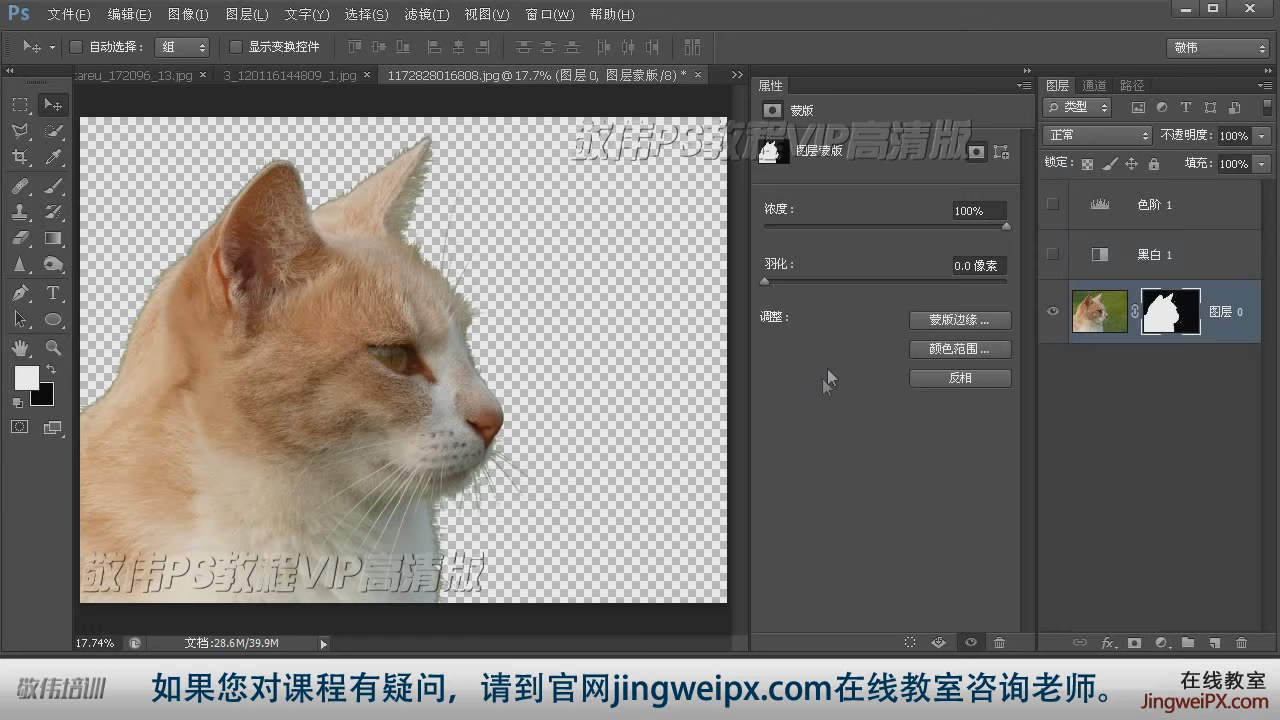 Ps 文件(F) 编辑(E) 图像(I) 图层(L) 文字(Y) 选择(S) 滤镜(T) 视图(V) 窗口(W) 帮助(H)
自动选择： 组 显示变换控件 敬伟
:areu_172096_13.jpg × 3_120116144809_1.jpg × 1172828016808.jpg @ 17.7% (图层 0, 图层蒙版/8) * ×
属性
图层 通道 路径
蒙版
类型
敬伟PS教程VIP高清版
图层蒙版
正常 不透明度： 100%
锁定： 填充： 100%
浓度： 100%
色阶 1
羽化： 0.0 像素
黑白 1
图层 0
调整：
蒙版边缘 ...
颜色范围 ...
反相
敬伟PS教程VIP高清版
17.74% 文档:28.6M/39.9M
敬伟培训
如果您对课程有疑问，请到官网jingweipx.com在线教室咨询老师。
在线教室
JingweiPX.com